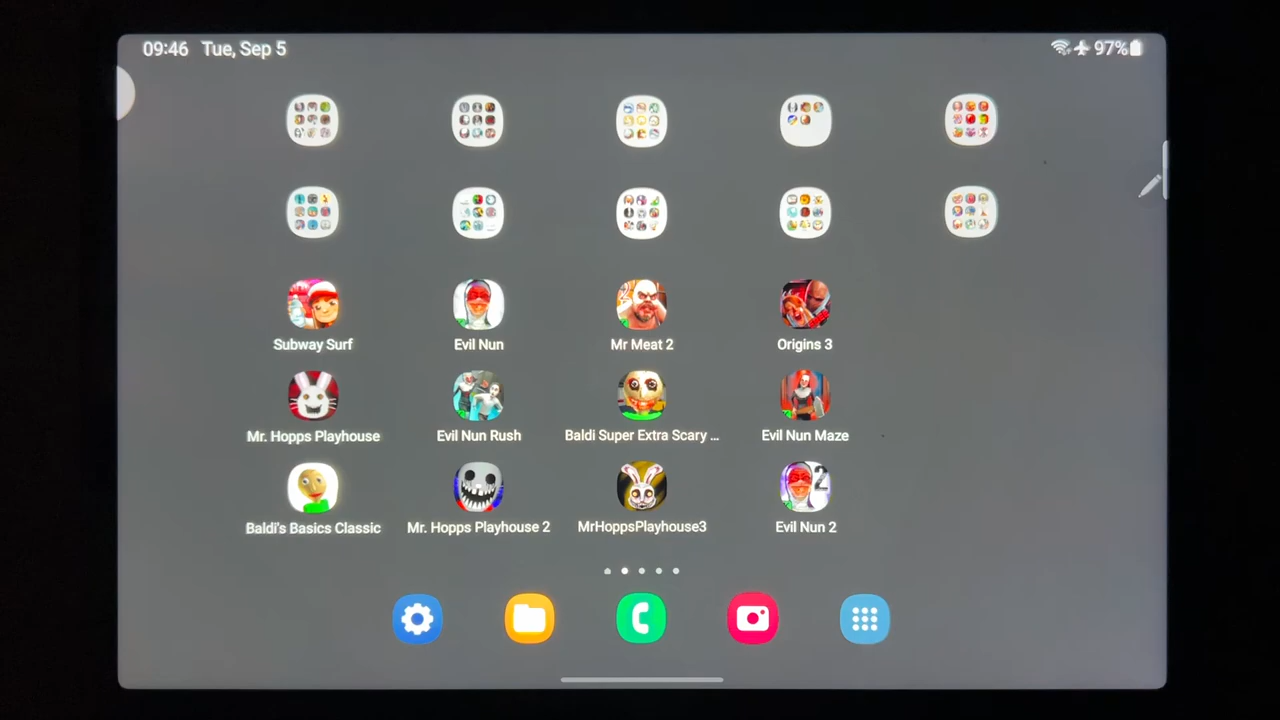 09:46 Tue, Sep 5 97%
Subway Surf Evil Nun Mr Meat 2 Origins 3
Mr. Hopps Playhouse Evil Nun Rush Baldi Super Extra Scary ... Evil Nun Maze
2
Baldi's Basics Classic Mr. Hopps Playhouse 2 MrHoppsPlayhouse3 Evil Nun 2